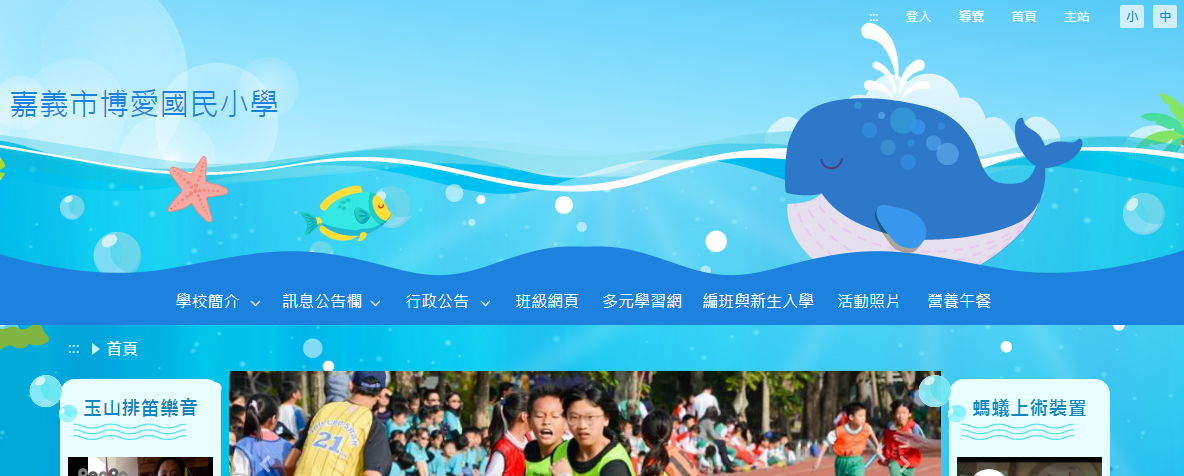 ::: 登入 導覽 首頁 主站 小 中
嘉義市博愛國民小學
學校簡介 訊息公告欄 行政公告 班級網頁 多元學習網 編班與新生入學 活動照片 營養午餐
::: 首頁
玉山排笛樂音
螞蟻上術裝置
21